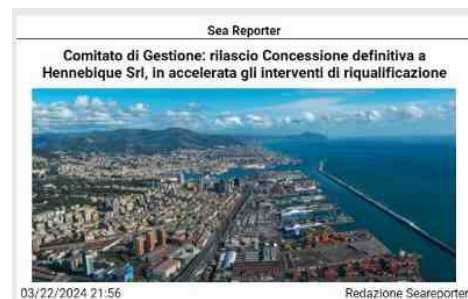 Sea Reporter
Comitato di Gestione: rilascio Concessione definitiva a
Hennebique Srl, in accelerata gli interventi di riqualificazione
03/22/2024 21:56
Redazione Seareporter